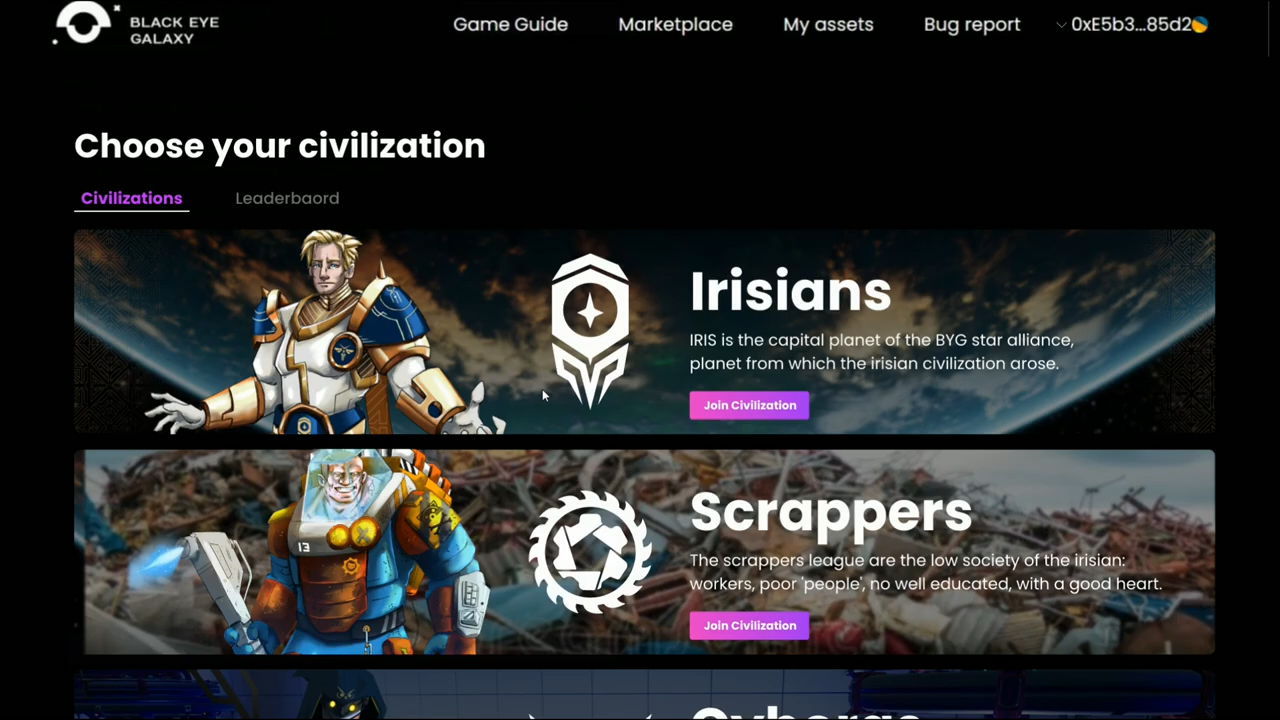 BLACK EYE
GALAXY
Game Guide
Marketplace
My assets
Bug report
0xE5b3...85d2
Choose your civilization
Civilizations
Leaderbaord
Irisians
IRIS is the capital planet of the BYG star alliance,
planet from which the irisian civilization arose.
Join Civilization
13
Scrappers
The scrappers league are the low society of the irisian:
workers, poor 'people', no well educated, with a good heart.
Join Civilization
Cyborgs